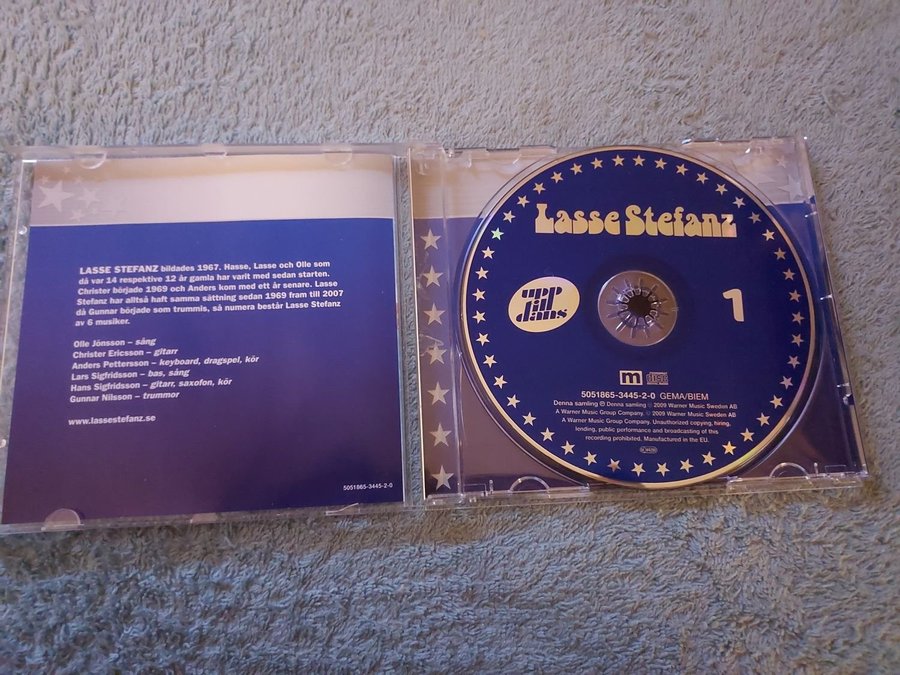 LASSE STEFANZ bildades 1967. Hasse, Lasse och Olle som
då var 14 respektive 12 år gamla har varit med sedan starten.
Christer började 1969 och Anders kom med ett år senare. Lasse
Stefanz har alltså haft samma sättning sedan 1969 fram till 2007
då Gunnar började som trummis, så numera består Lasse Stefanz
av 6 musiker.
Olle Jönsson – sång
Christer Ericsson – gitarr
Anders Pettersson – keyboard, dragspel, kör
Lars Sigfridsson – bas, sång
Hans Sigfridsson – gitarr, saxofon, kör
Gunnar Nilsson – trummor
www.lassestefanz.se
5051865-3445-2-0
Lasse Stefanz
upp
till
dans
1
m
5051865-3445-2-0 GEMA/BIEM
Denna samling ℗ Denna samling © 2009 Warner Music Sweden AB
A Warner Music Group Company. © 2009 Warner Music Sweden AB
A Warner Music Group Company. Unauthorized copying, hiring,
lending, public performance and broadcasting of this
recording prohibited. Manufactured in the EU.